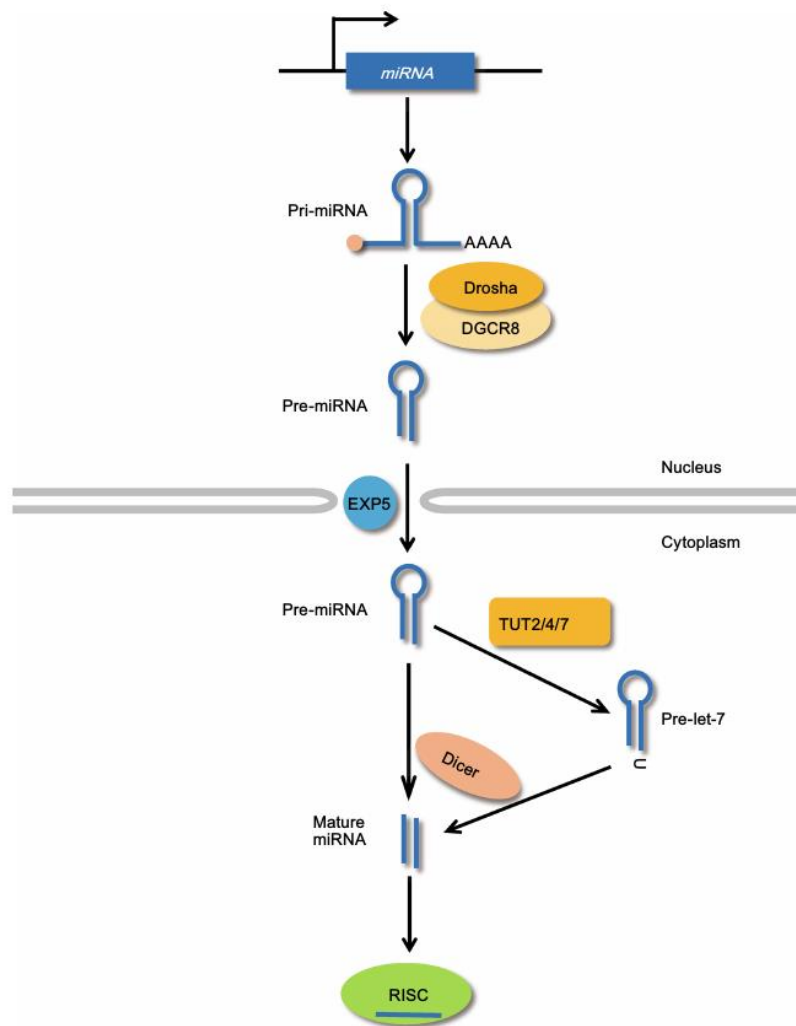 miRNA
Pri-miRNA
AAAA
Drosha
DGCR8
Pre-miRNA
Nucleus
EXP5
Cytoplasm
Pre-miRNA
TUT2/4/7
Pre-let-7
U
Dicer
Mature
miRNA
RISC